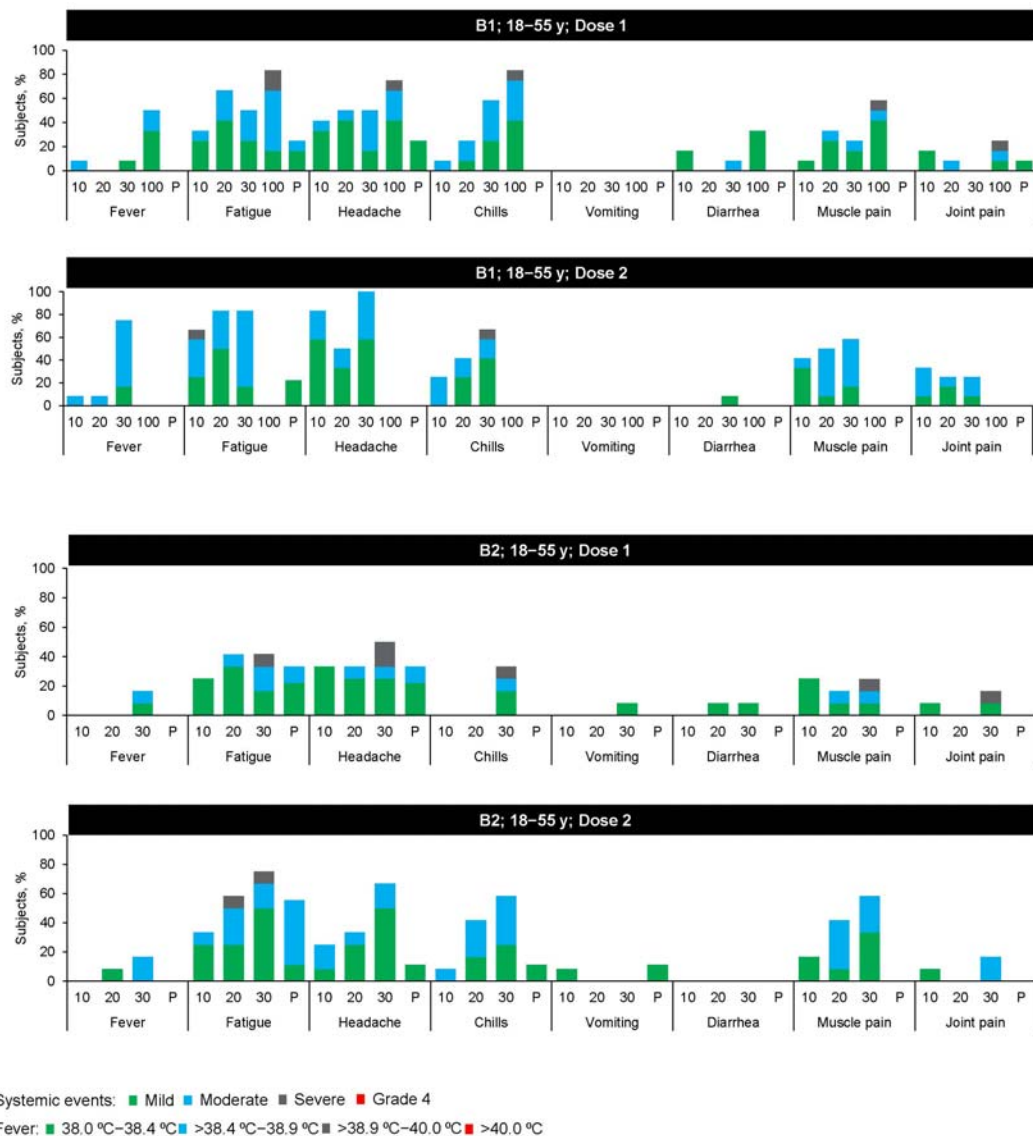 B1; 18–55 y; Dose 1
Subjects, %
100
80
60
40
20
0
10 20 30 100 P 10 20 30 100 P 10 20 30 100 P 10 20 30 100 P 10 20 30 100 P 10 20 30 100 P 10 20 30 100 P 10 20 30 100 P
Fever Fatigue Headache Chills Vomiting Diarrhea Muscle pain Joint pain
B1; 18–55 y; Dose 2
Subjects, %
100
80
60
40
20
0
10 20 30 100 P 10 20 30 100 P 10 20 30 100 P 10 20 30 100 P 10 20 30 100 P 10 20 30 100 P 10 20 30 100 P 10 20 30 100 P
Fever Fatigue Headache Chills Vomiting Diarrhea Muscle pain Joint pain
B2; 18–55 y; Dose 1
Subjects, %
100
80
60
40
20
0
10 20 30 P 10 20 30 P 10 20 30 P 10 20 30 P 10 20 30 P 10 20 30 P 10 20 30 P 10 20 30 P
Fever Fatigue Headache Chills Vomiting Diarrhea Muscle pain Joint pain
B2; 18–55 y; Dose 2
Subjects, %
100
80
60
40
20
0
10 20 30 P 10 20 30 P 10 20 30 P 10 20 30 P 10 20 30 P 10 20 30 P 10 20 30 P 10 20 30 P
Fever Fatigue Headache Chills Vomiting Diarrhea Muscle pain Joint pain
Systemic events: Mild Moderate Severe Grade 4
Fever: 38.0 ºC–38.4 ºC >38.4 ºC–38.9 ºC >38.9 ºC–40.0 ºC >40.0 ºC